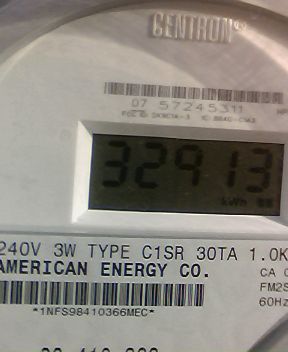 CENTRON
07 57245311
32913
kWh
240V 3W TYPE C1SR 30TA 1.0K
AMERICAN ENERGY CO.
CA 0
FM2S
60Hz
*1NFS98410366MEC*